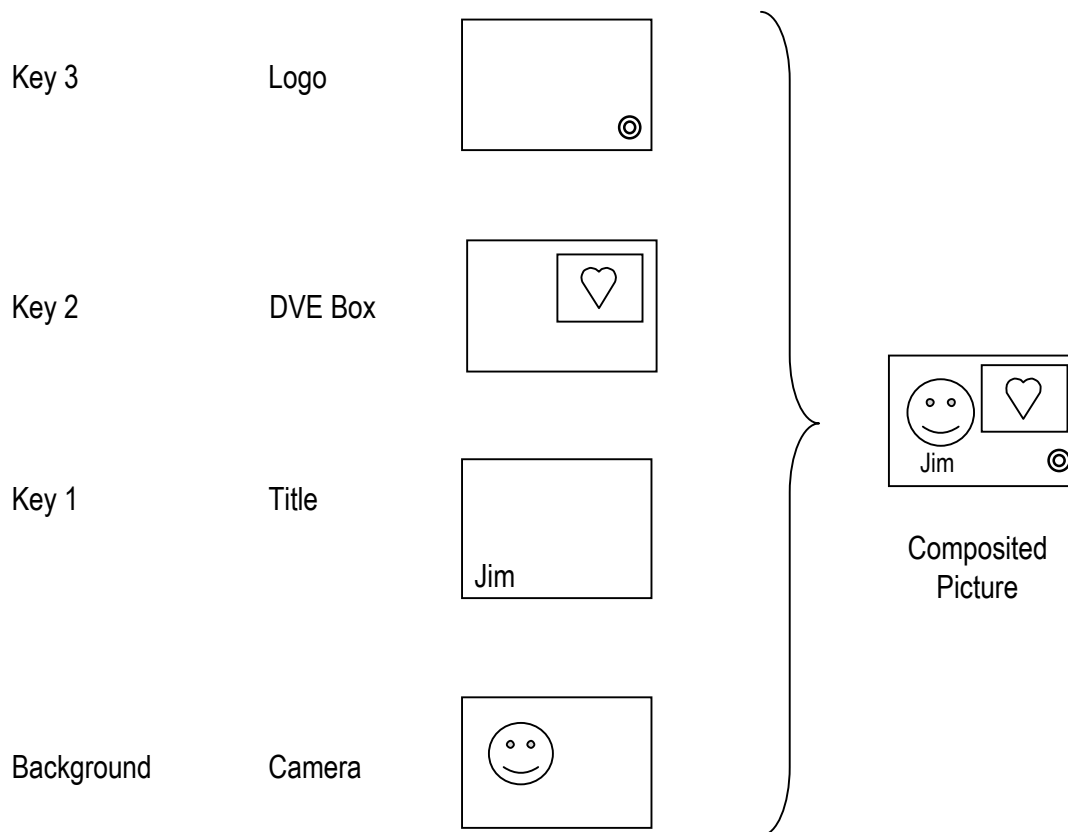 Key 3 Logo
Key 2 DVE Box
Key 1 Title
Jim
Background Camera
Jim
Composited
Picture